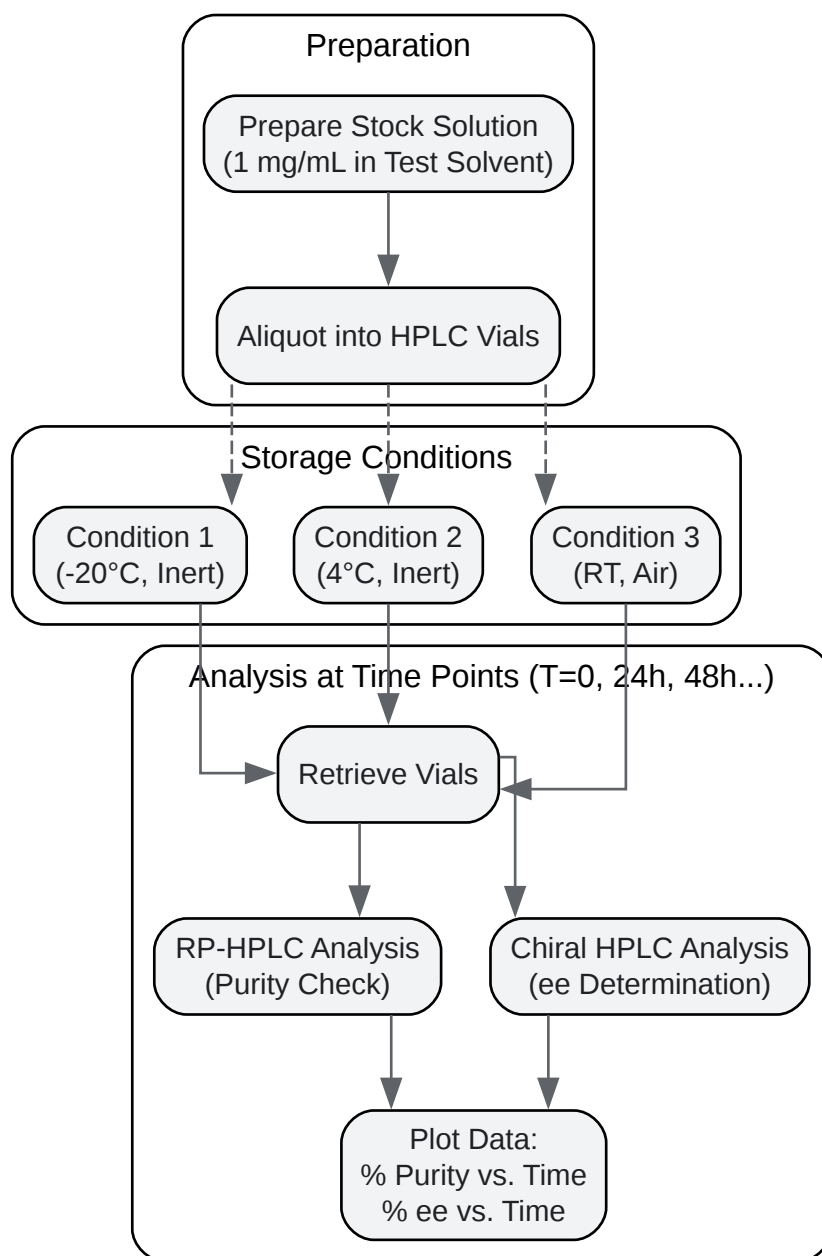 Preparation
Prepare Stock Solution
(1 mg/mL in Test Solvent)
Aliquot into HPLC Vials
Storage Conditions
Condition 1
(-20°C, Inert)
Condition 2
(4°C, Inert)
Condition 3
(RT, Air)
Analysis at Time Points (T=0, 24h, 48h...)
Retrieve Vials
RP-HPLC Analysis
(Purity Check)
Chiral HPLC Analysis
(ee Determination)
Plot Data:
% Purity vs. Time
% ee vs. Time